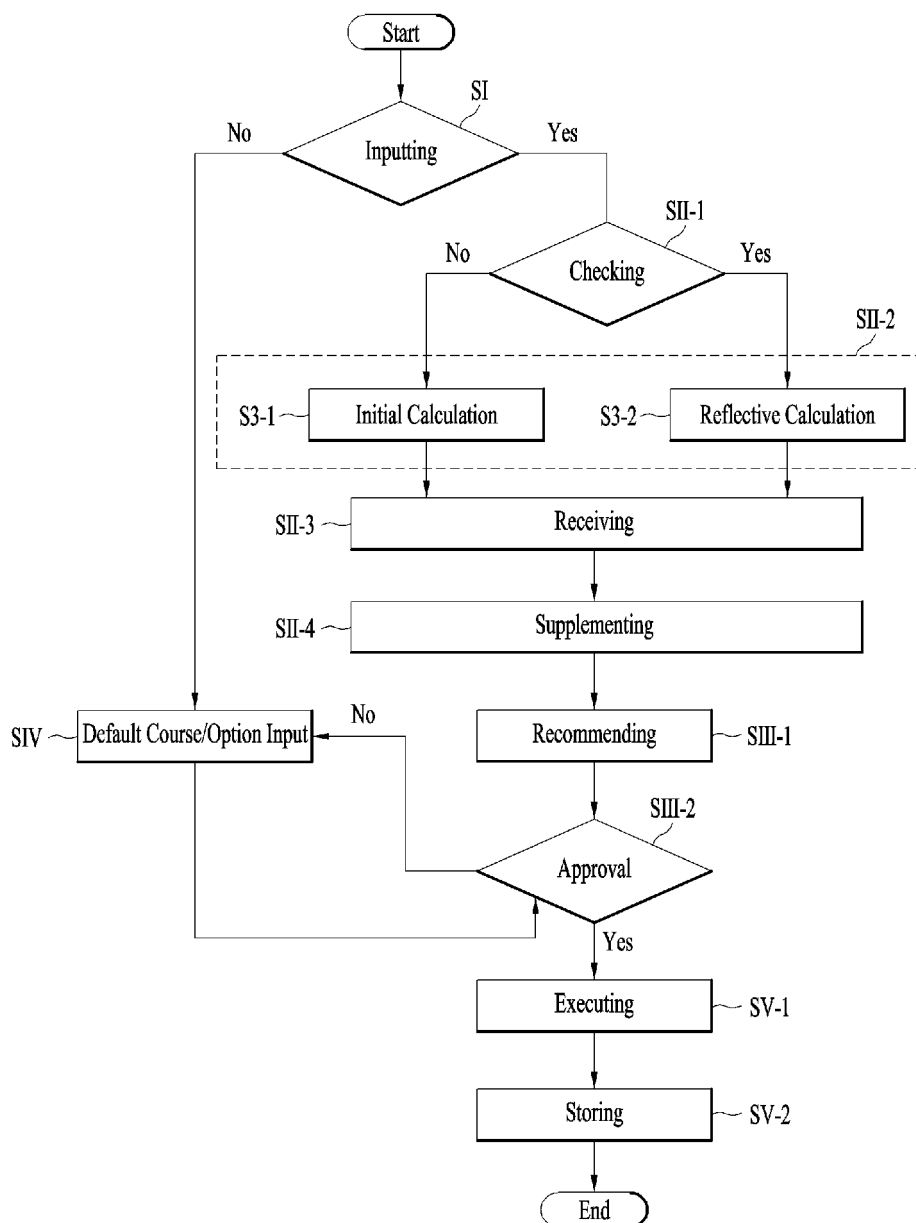 Start
SI
No
Yes
Inputting
SII-1
No
Yes
Checking
SII-2
S3-1
Initial Calculation
S3-2
Reflective Calculation
SII-3
Receiving
SII-4
Supplementing
SIV
Default Course/Option Input
No
Recommending
SIII-1
SIII-2
Approval
Yes
Executing
SV-1
Storing
SV-2
End